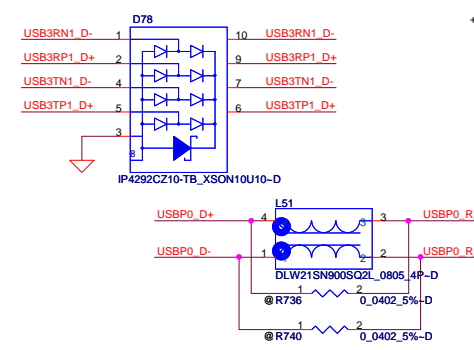 D78
USB3RN1_D- 1 10 USB3RN1_D-
USB3RP1_D+ 2 9 USB3RP1_D+
USB3TN1_D- 4 7 USB3TN1_D-
USB3TP1_D+ 5 6 USB3TP1_D+
3
8
IP4292CZ10-TB_XSON10U10~D
L51
USBP0_D+ 4 3 3 USBP0_R
USBP0_D- 1 2 2 USBP0_R
DLW21SN900SQ2L_0805_4P~D
1 2
@R736 0_0402_5%~D
1 2
@R740 0_0402_5%~D